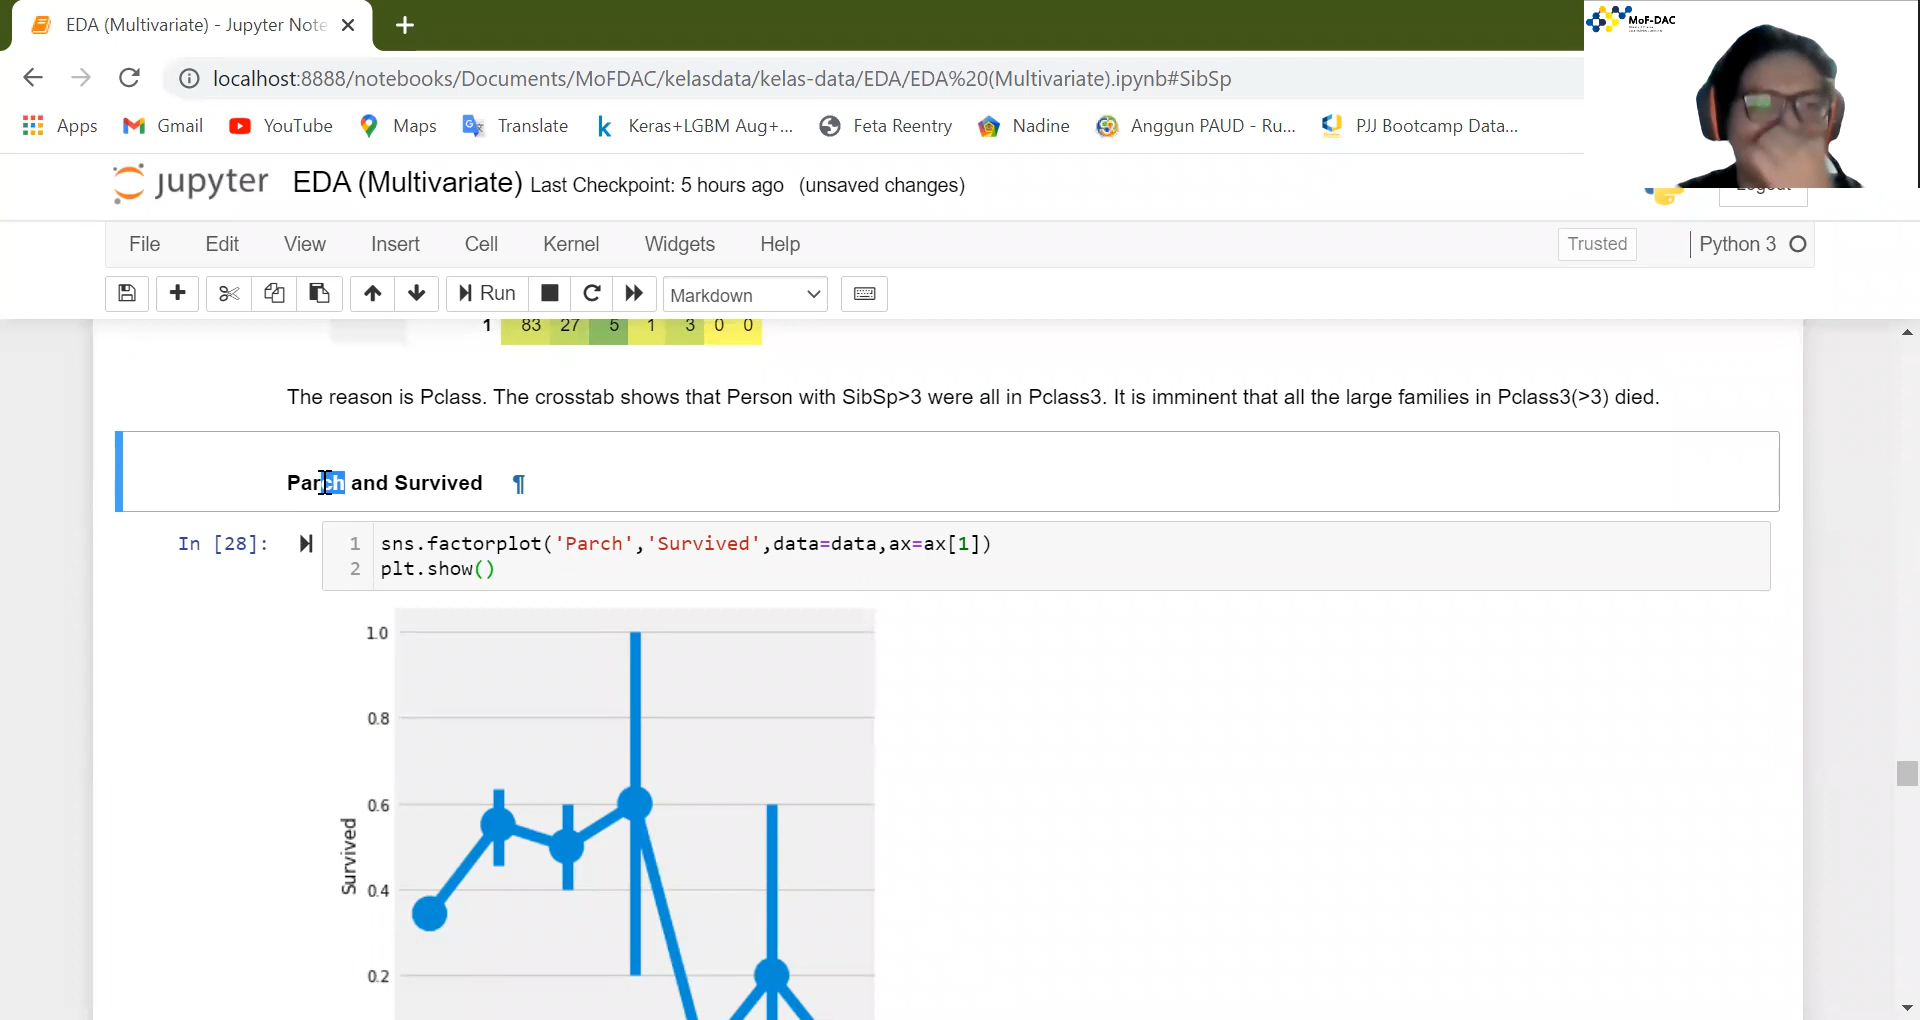 EDA (Multivariate) - Jupyter Note
MoF-DAC
localhost:8888/notebooks/Documents/MoFDAC/kelasdata/kelas-data/EDA/EDA%20(Multivariate).ipynb#SibSp
Apps Gmail YouTube Maps Translate Keras+LGBM Aug+... Feta Reentry Nadine Anggun PAUD - Ru... PJJ Bootcamp Data...
jupyter EDA (Multivariate) Last Checkpoint: 5 hours ago (unsaved changes)
Logout
File Edit View Insert Cell Kernel Widgets Help Trusted Python 3
Run Markdown
1 83 27 5 1 3 0 0
The reason is Pclass. The crosstab shows that Person with SibSp>3 were all in Pclass3. It is imminent that all the large families in Pclass3(>3) died.
Parch and Survived ¶
In [28]: 1 sns.factorplot('Parch','Survived',data=data,ax=ax[1])
2 plt.show()
1.0
0.8
0.6
Survived
0.4
0.2